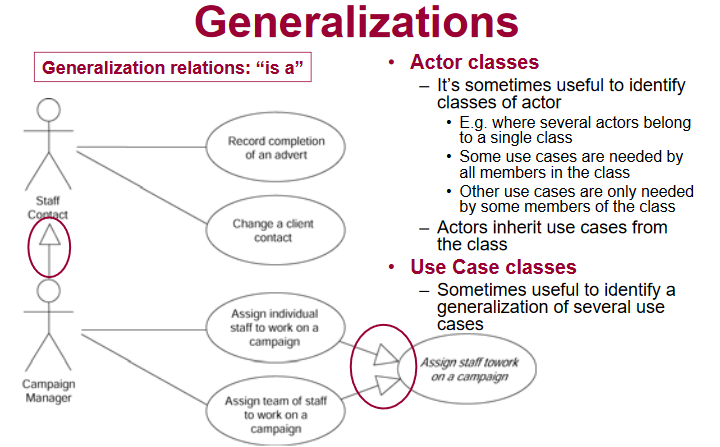 Generalizations
Generalization relations: “is a”
Staff
Contact
Campaign
Manager
Record completion
of an advert
Change a client
contact
Assign individual
staff to work on a
campaign
Assign team of staff
to work on a
campaign
Assign staff towork
on a campaign
• Actor classes
– It’s sometimes useful to identify
classes of actor
• E.g. where several actors belong
to a single class
• Some use cases are needed by
all members in the class
• Other use cases are only needed
by some members of the class
– Actors inherit use cases from
the class
• Use Case classes
– Sometimes useful to identify a
generalization of several use
cases